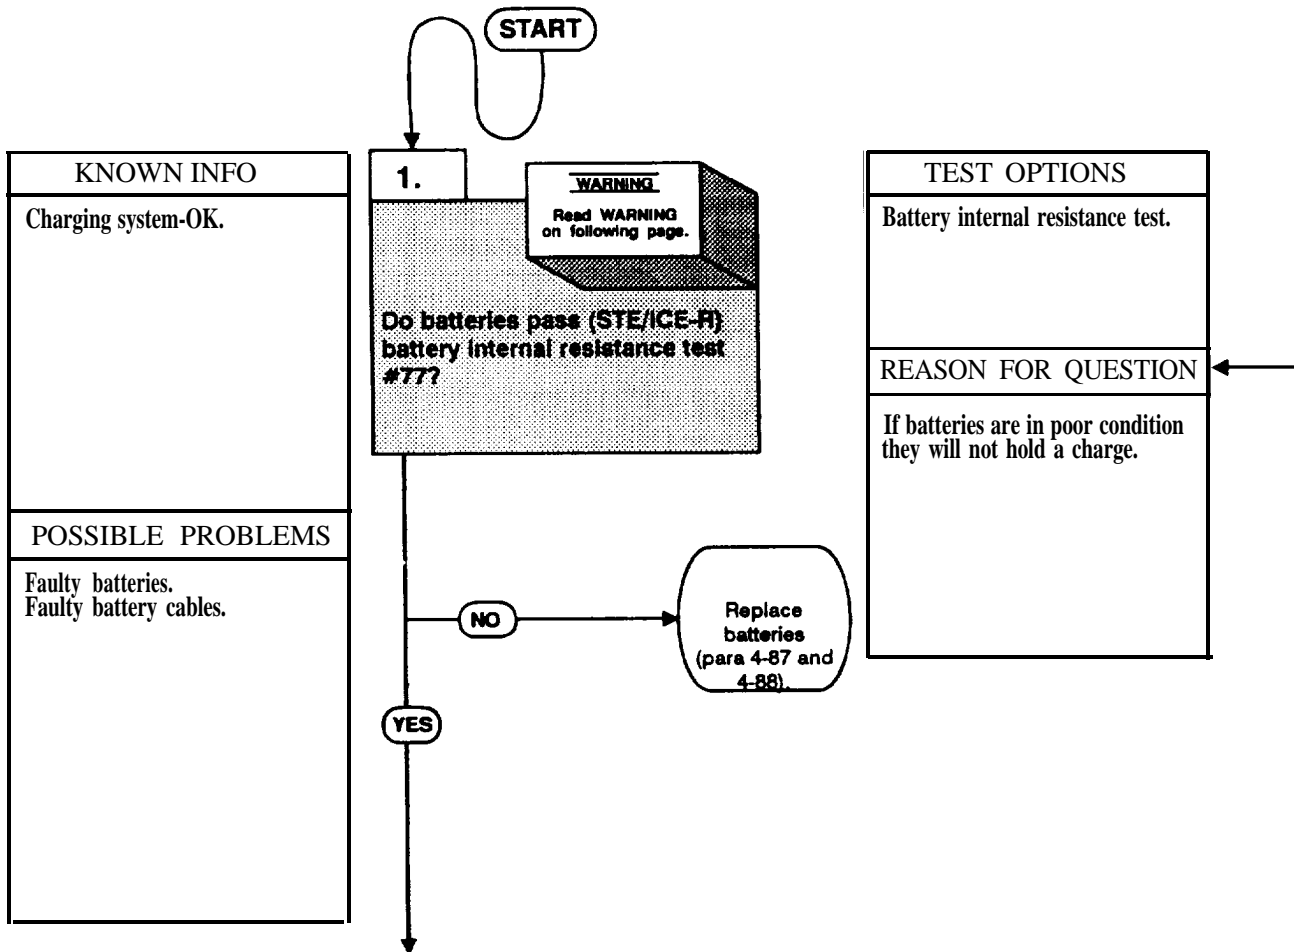 START
KNOWN INFO
Charging system-OK.
POSSIBLE PROBLEMS
Faulty batteries.
Faulty battery cables.
1.
WARNING
Read WARNING
on following page.
Do batteries pass (STE/ICE-R)
battery internal resistance test
#77?
NO
Replace
batteries
(para 4-87 and
4-88).
YES
TEST OPTIONS
Battery internal resistance test.
REASON FOR QUESTION
If batteries are in poor condition
they will not hold a charge.